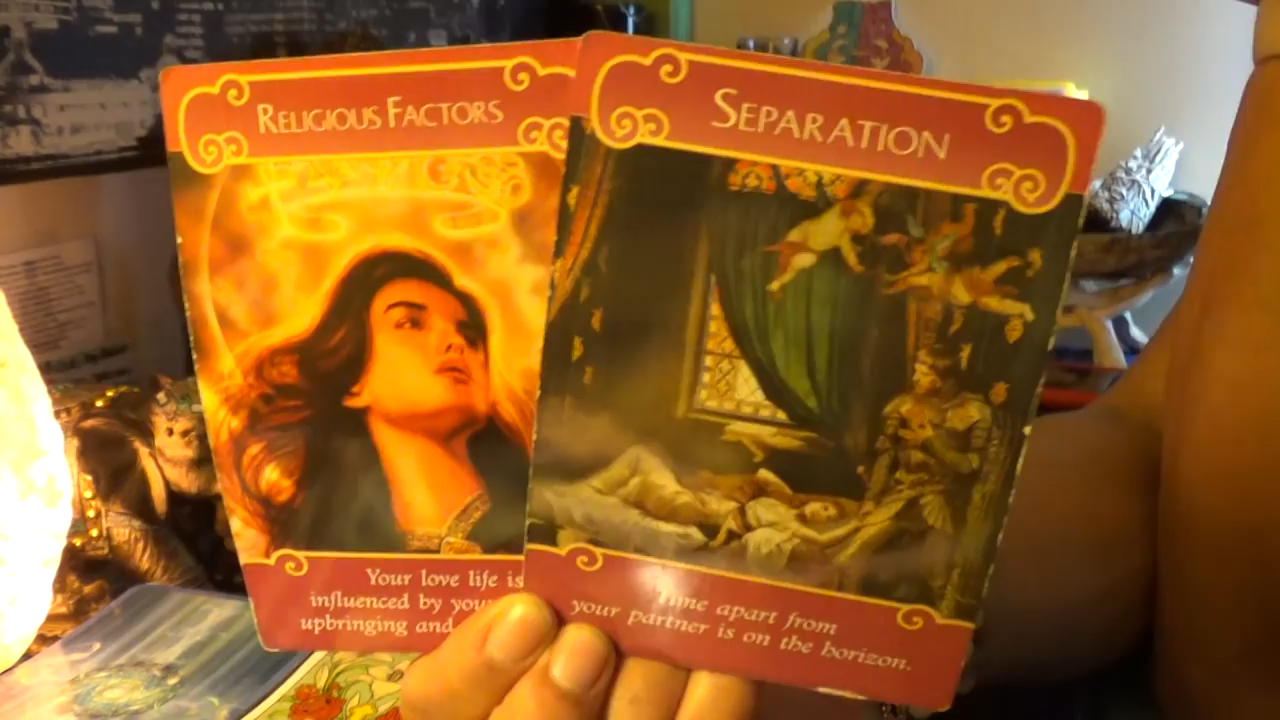 RELIGIOUS FACTORS
Your love life is
influenced by your
upbringing and
SEPARATION
Time apart from
your partner is on the horizon.